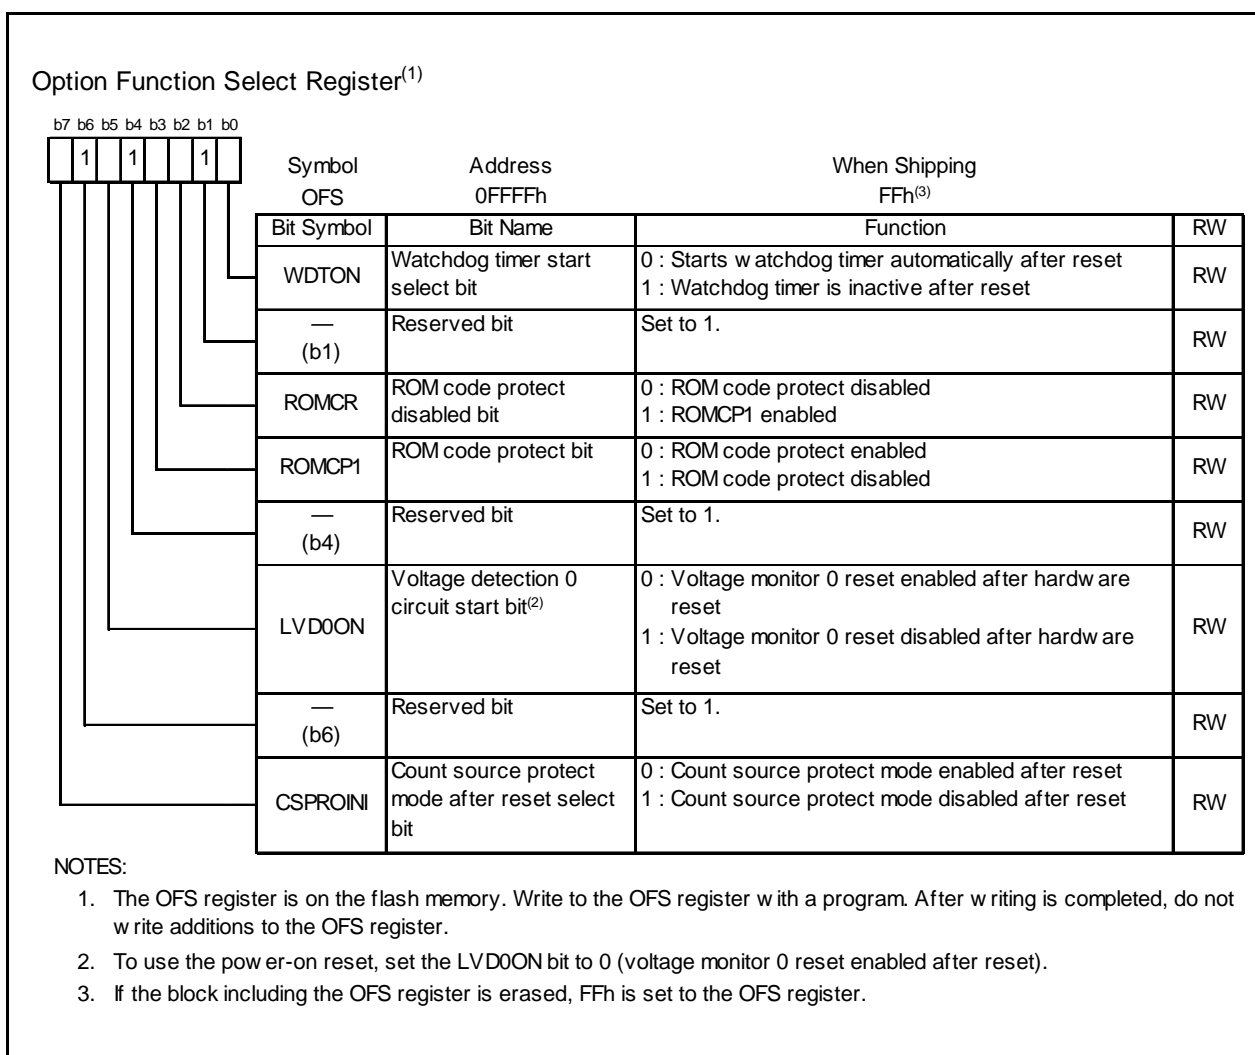 Option Function Select Register(1)
b7 b6 b5 b4 b3 b2 b1 b0
1 1 1
Symbol Address When Shipping
OFS 0FFFFh FFh(3)
Bit Symbol Bit Name Function RW
WDTON Watchdog timer start select bit 0 : Starts watchdog timer automatically after reset RW
1 : Watchdog timer is inactive after reset
— (b1) Reserved bit Set to 1. RW
ROMCR ROM code protect disabled bit 0 : ROM code protect disabled RW
1 : ROMCP1 enabled
ROMCP1 ROM code protect bit 0 : ROM code protect enabled RW
1 : ROM code protect disabled
— (b4) Reserved bit Set to 1. RW
LVD0ON Voltage detection 0 circuit start bit(2) 0 : Voltage monitor 0 reset enabled after hardware reset RW
1 : Voltage monitor 0 reset disabled after hardware reset
— (b6) Reserved bit Set to 1. RW
CSPROINI Count source protect mode after reset select bit 0 : Count source protect mode enabled after reset RW
1 : Count source protect mode disabled after reset
NOTES:
1. The OFS register is on the flash memory. Write to the OFS register with a program. After writing is completed, do not
write additions to the OFS register.
2. To use the power-on reset, set the LVD0ON bit to 0 (voltage monitor 0 reset enabled after reset).
3. If the block including the OFS register is erased, FFh is set to the OFS register.